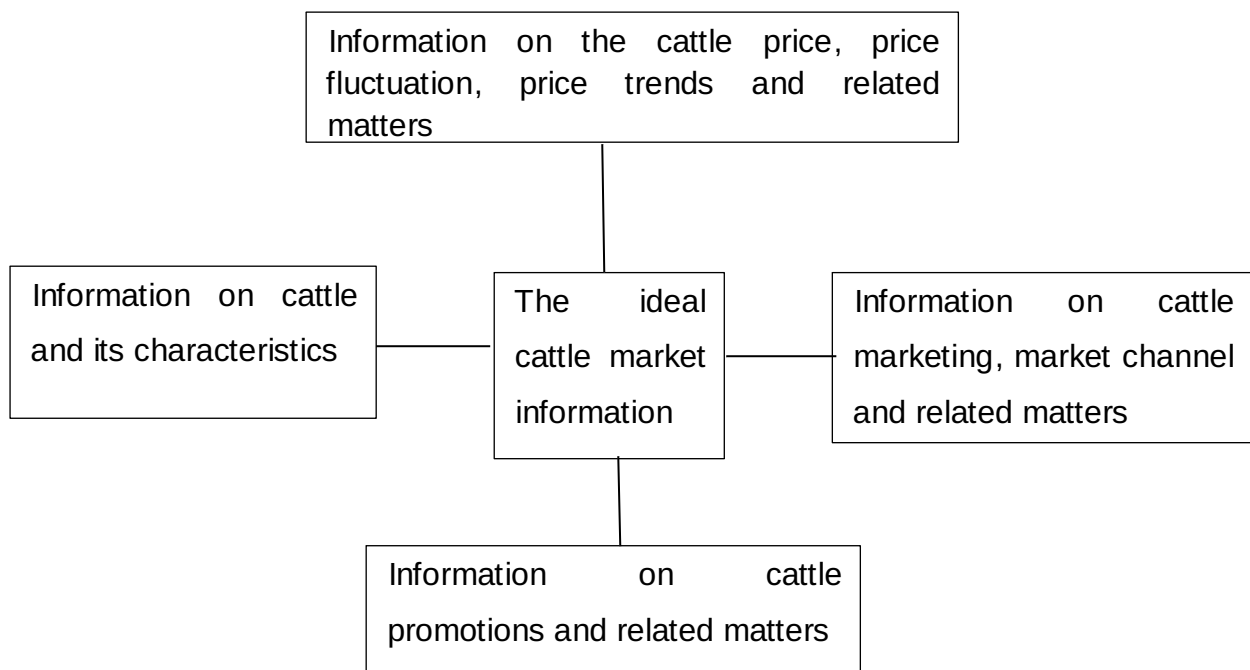 Information on the cattle price, price
fluctuation, price trends and related
matters
Information on cattle
and its characteristics
The ideal
cattle market
information
Information on cattle
marketing, market channel
and related matters
Information on cattle
promotions and related matters